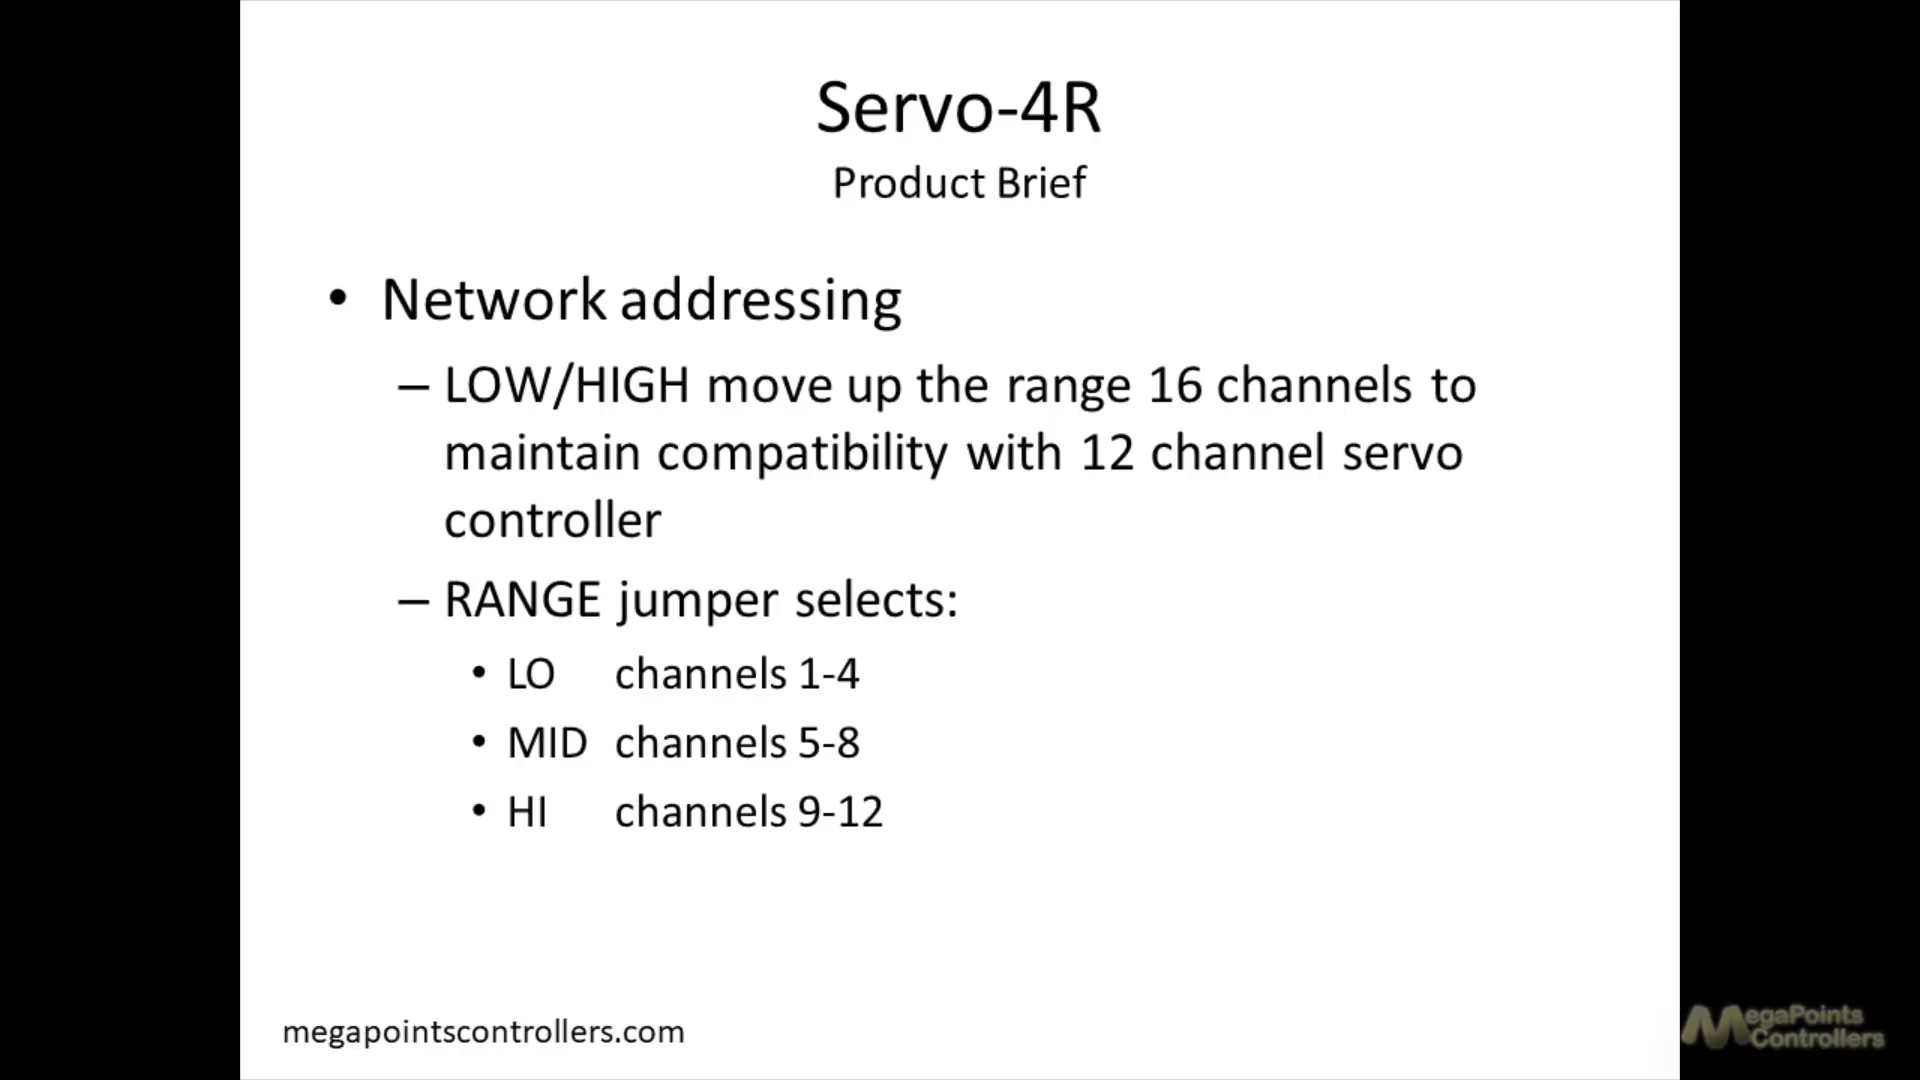 Servo-4R
Product Brief
• Network addressing
– LOW/HIGH move up the range 16 channels to
maintain compatibility with 12 channel servo
controller
– RANGE jumper selects:
• LO channels 1-4
• MID channels 5-8
• HI channels 9-12
megapointscontrollers.com
MegaPoints
Controllers